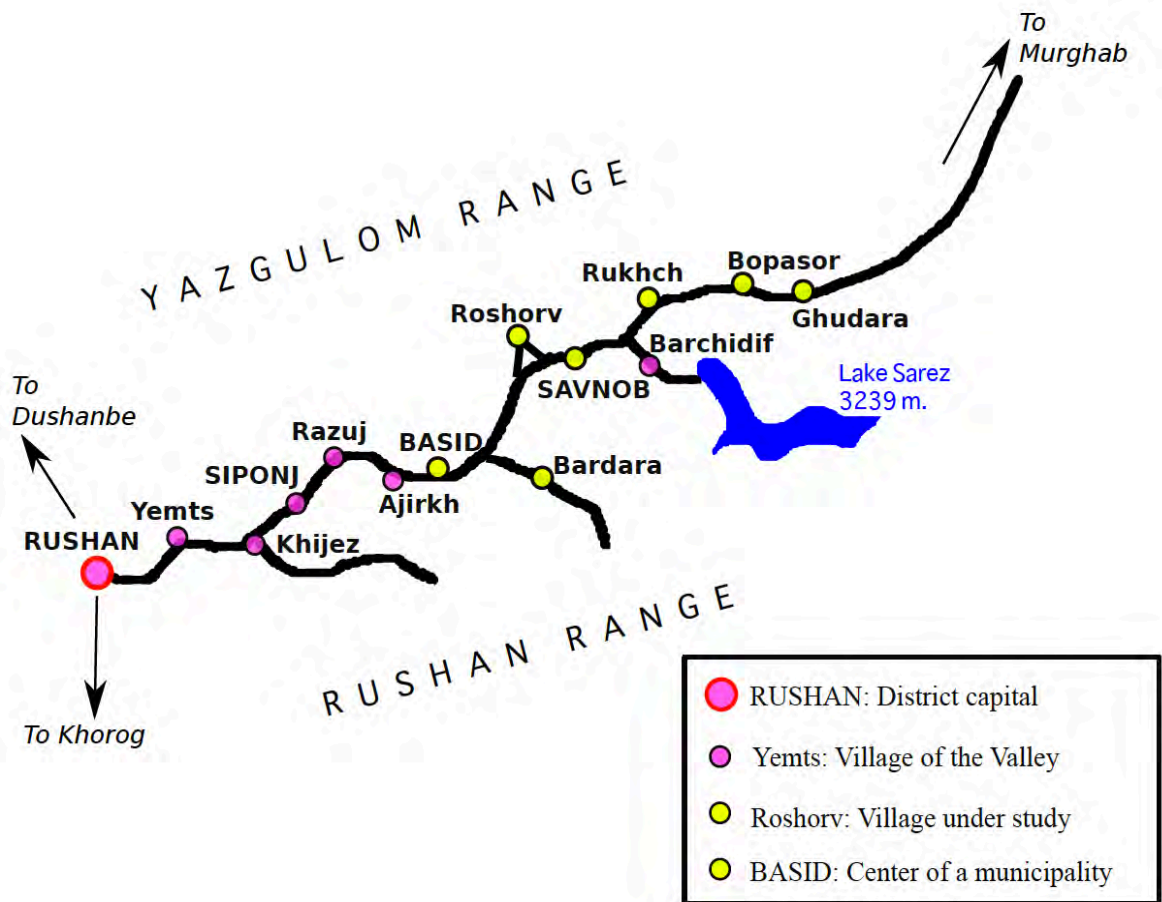 To
Murghab
YAZGULOM RANGE
Bopasor
Rukhch
Roshorv
Ghudara
Barchidif
Lake Sarez
3239 m.
SAVNOB
To
Dushanbe
Razuj
BASID
Bardara
SIPONJ
Ajirkh
Yemts
RUSHAN
Khijez
RUSHAN RANGE
To Khorog
RUSHAN: District capital
Yemts: Village of the Valley
Roshorv: Village under study
BASID: Center of a municipality